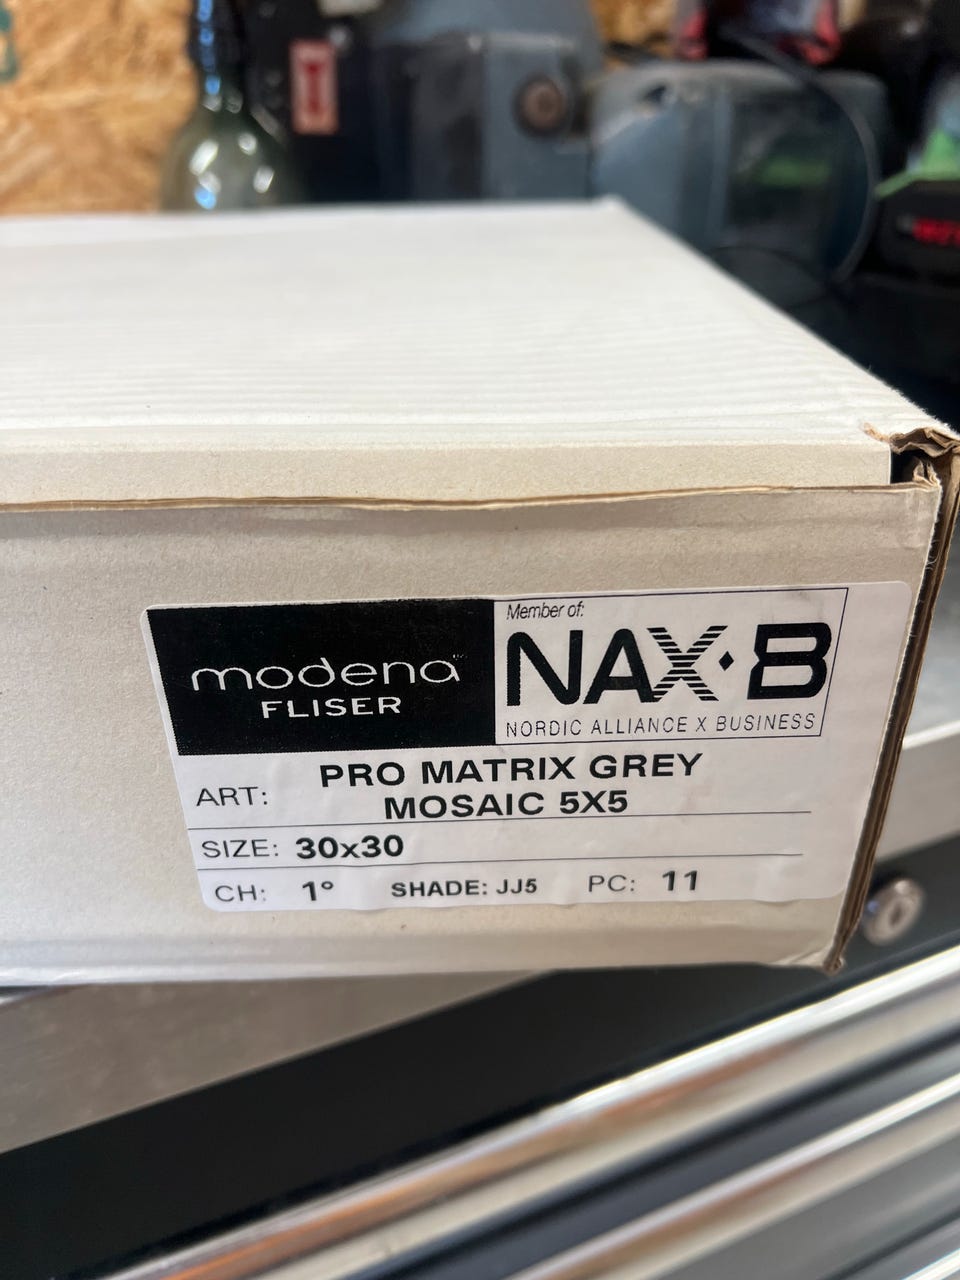 modena
FLISER
Member of:
NAX·B
NORDIC ALLIANCE X BUSINESS
ART: PRO MATRIX GREY
MOSAIC 5X5
SIZE: 30x30
CH: 1° SHADE: JJ5 PC: 11